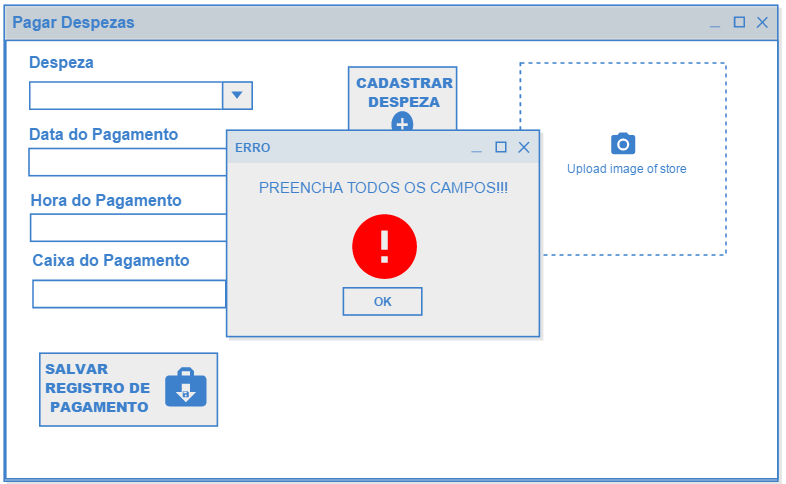 Pagar Despezas
Despeza
CADASTRAR
DESPEZA
Data do Pagamento
Upload image of store
ERRO
PREENCHA TODOS OS CAMPOS!!!
Hora do Pagamento
Caixa do Pagamento
OK
SALVAR
REGISTRO DE
PAGAMENTO